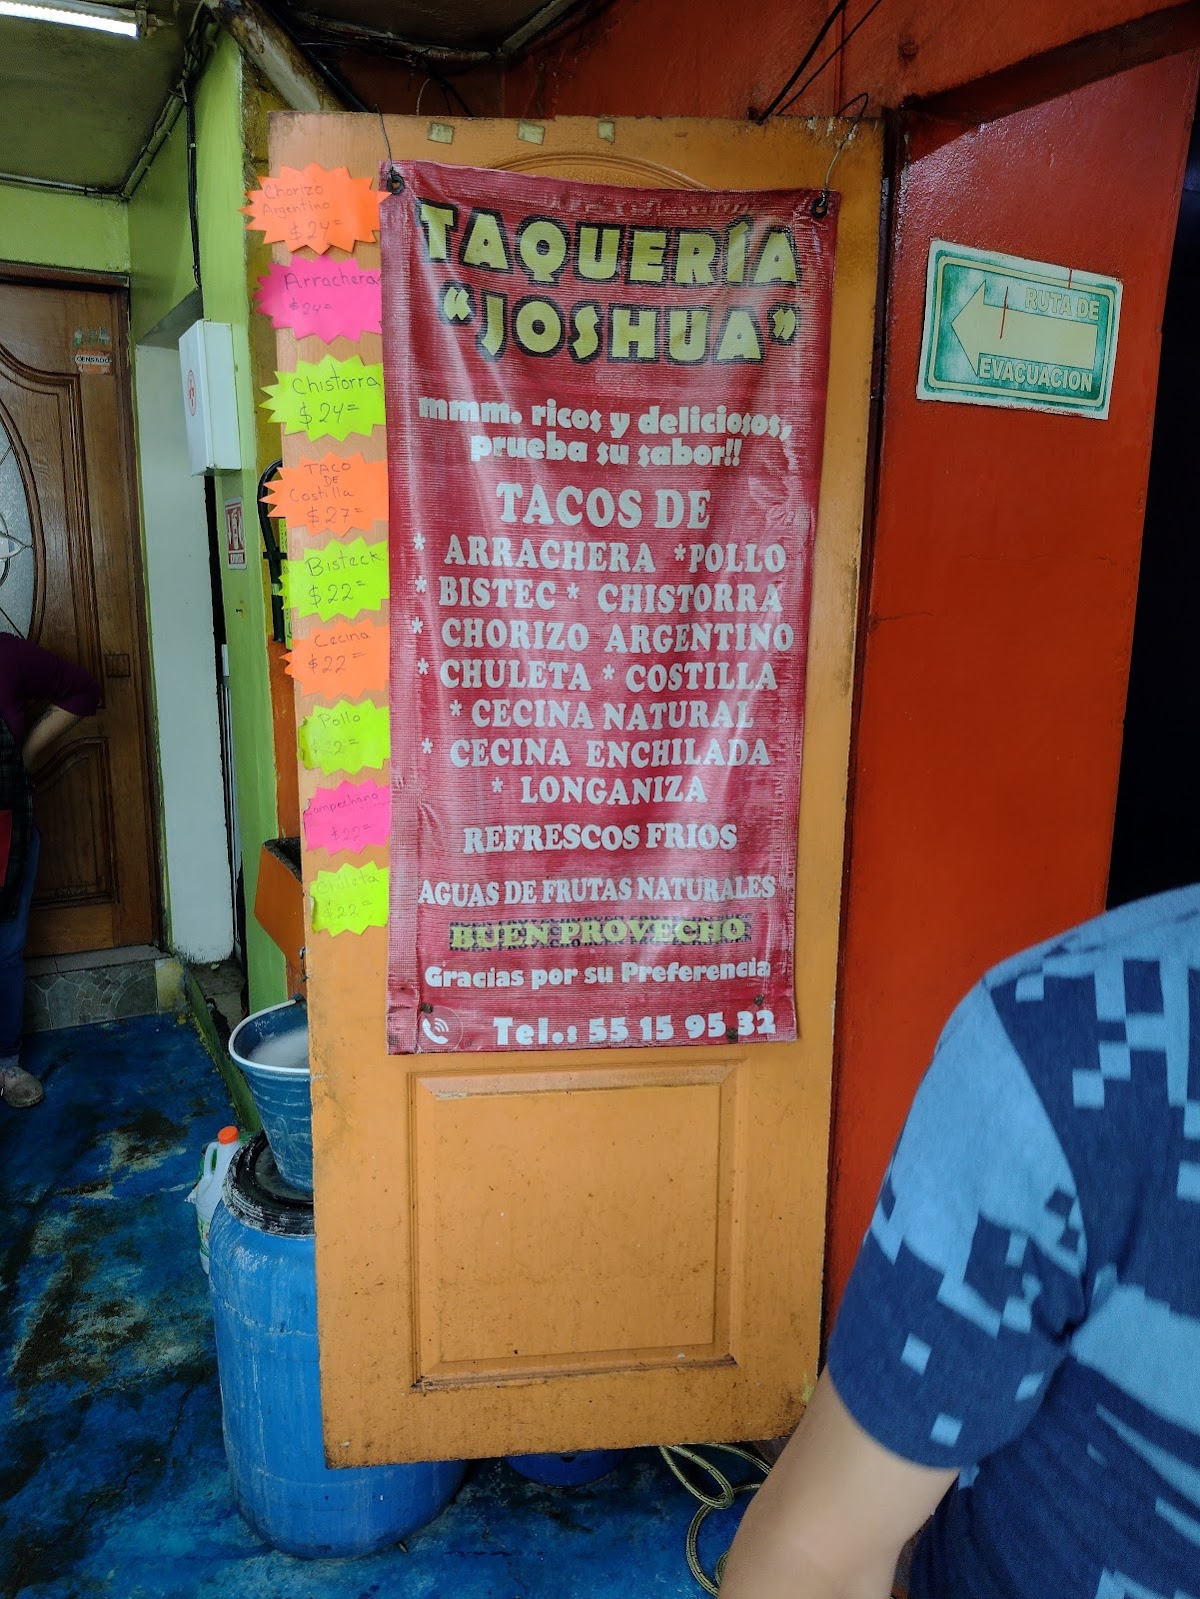 Chorizo
Argentino
$24=
Arrachera
$24=
Chistorra
$24=
TACO
DE
Costilla
$27=
Bisteck
$22=
Cecina
$22=
Pollo
$22=
Campechano
$22=
Chuleta
$22=
TAQUERÍA
“JOSHUA”
mmm. ricos y deliciosos,
prueba su sabor!!
TACOS DE
* ARRACHERA *POLLO
* BISTEC * CHISTORRA
* CHORIZO ARGENTINO
* CHULETA * COSTILLA
* CECINA NATURAL
* CECINA ENCHILADA
* LONGANIZA
REFRESCOS FRIOS
AGUAS DE FRUTAS NATURALES
BUEN PROVECHO
Gracias por su Preferencia
Tel.: 55 15 95 32
RUTA DE
EVACUACION
CENSADO